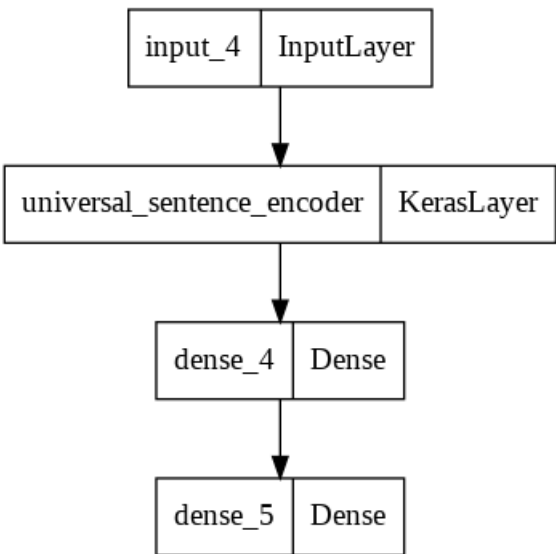 input_4 InputLayer
universal_sentence_encoder KerasLayer
dense_4 Dense
dense_5 Dense